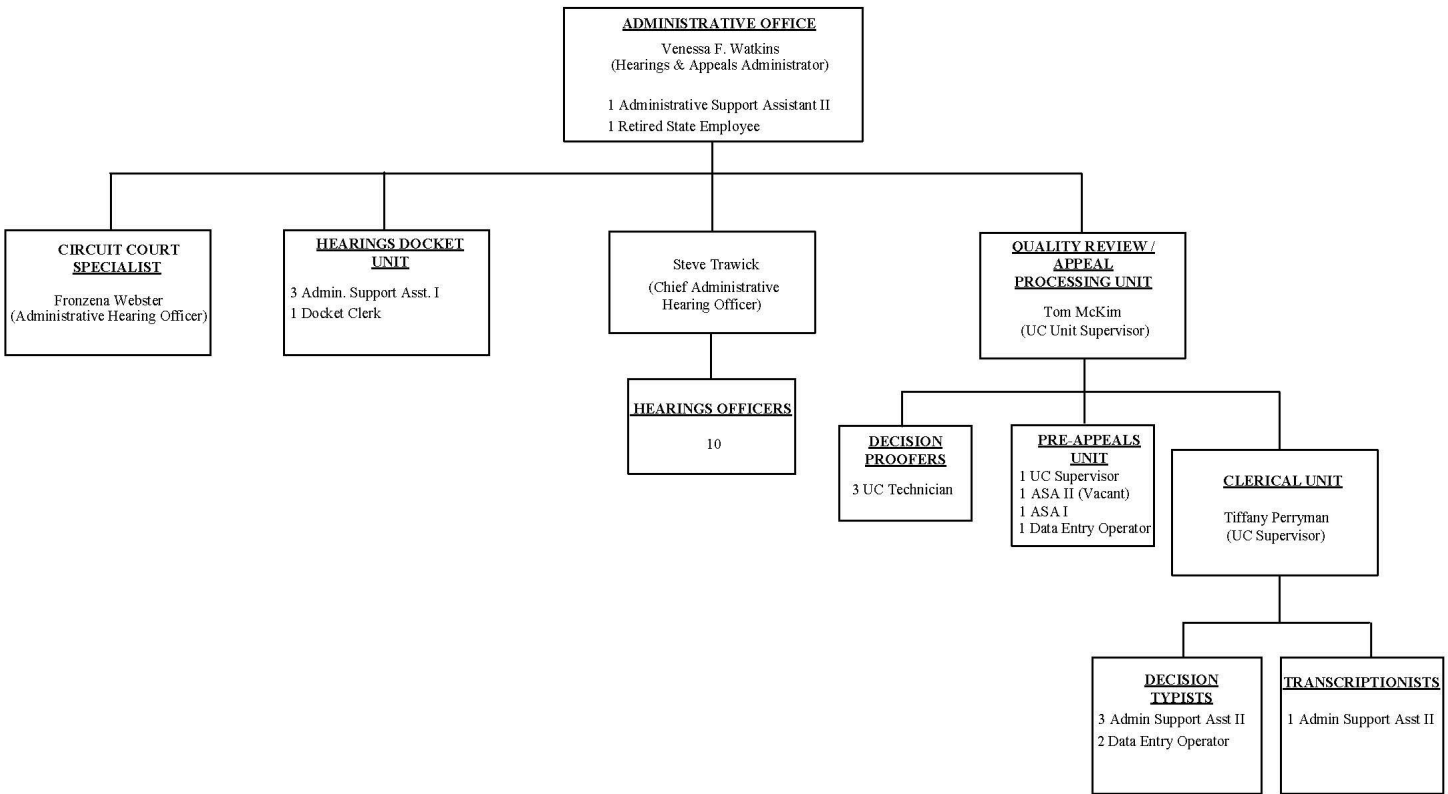 ADMINISTRATIVE OFFICE
Venessa F. Watkins
(Hearings & Appeals Administrator)
1 Administrative Support Assistant II
1 Retired State Employee
CIRCUIT COURT
SPECIALIST
Fronzena Webster
(Administrative Hearing Officer)
HEARINGS DOCKET
UNIT
3 Admin. Support Asst. I
1 Docket Clerk
Steve Trawick
(Chief Administrative
Hearing Officer)
HEARINGS OFFICERS
10
QUALITY REVIEW /
APPEAL
PROCESSING UNIT
Tom McKim
(UC Unit Supervisor)
DECISION
PROOFERS
3 UC Technician
PRE-APPEALS
UNIT
1 UC Supervisor
1 ASA II (Vacant)
1 ASA I
1 Data Entry Operator
CLERICAL UNIT
Tiffany Perryman
(UC Supervisor)
DECISION
TYPISTS
3 Admin Support Asst II
2 Data Entry Operator
TRANSCRIPTIONISTS
1 Admin Support Asst II